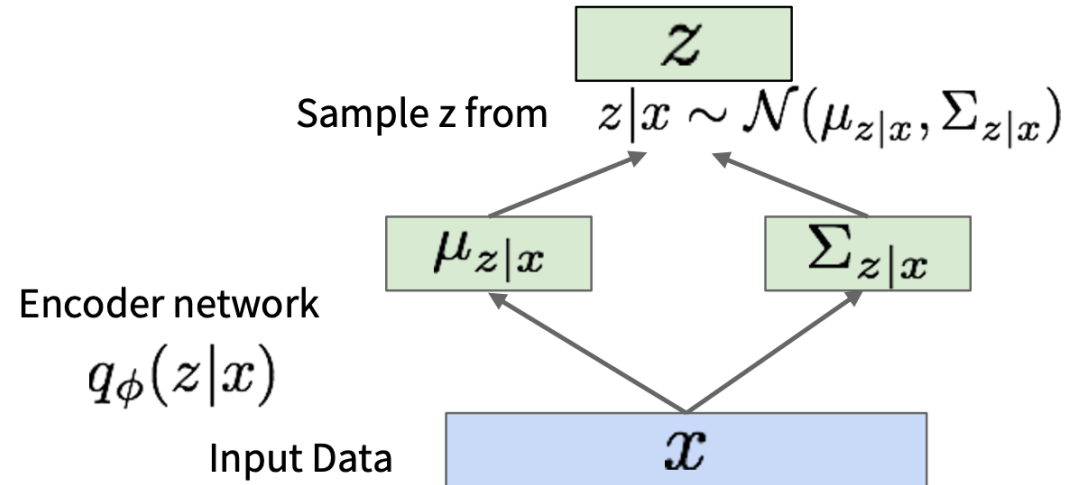 z
Sample z from z|x ∼ 𝒩(μ_{z|x}, Σ_{z|x})
μ_{z|x} Σ_{z|x}
Encoder network
q_ϕ(z|x)
Input Data x